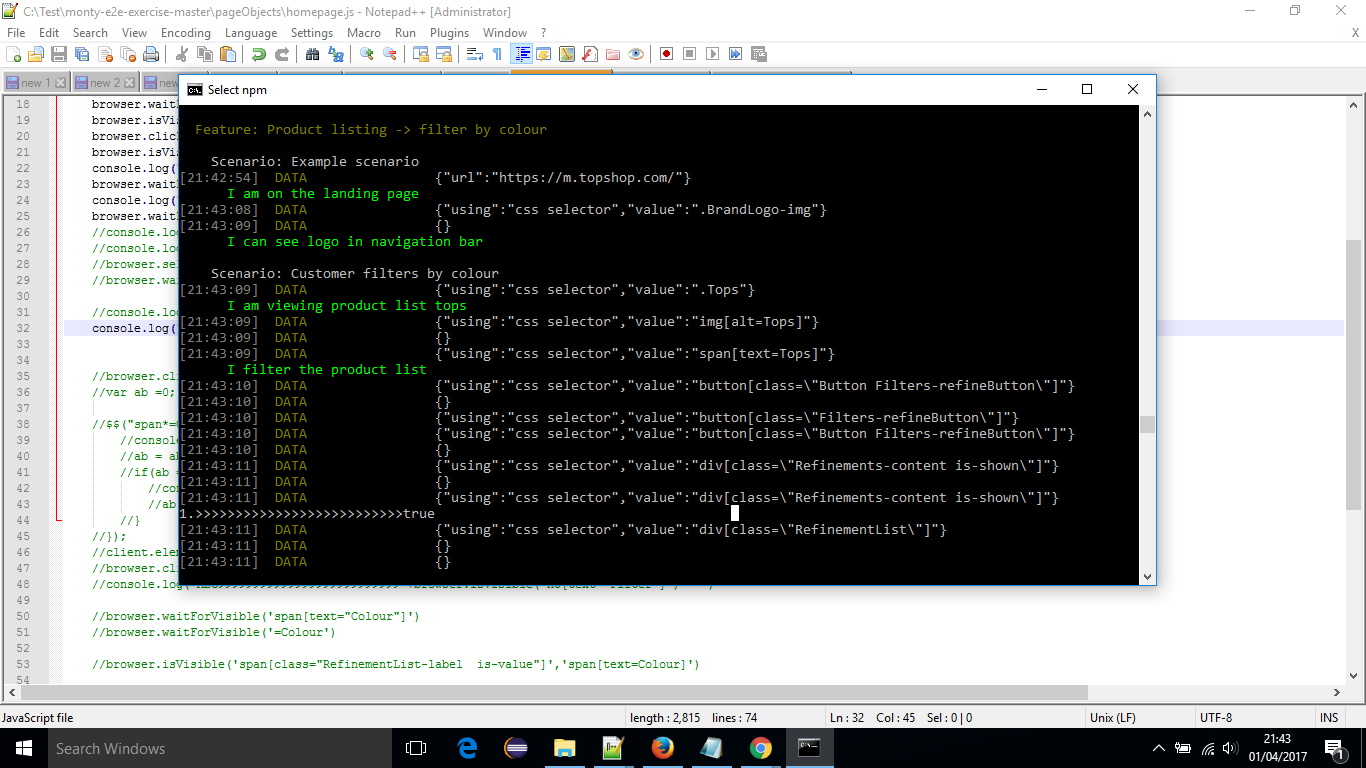 C:\Test\monty-e2e-exercise-master\pageObjects\homepage.js - Notepad++ [Administrator]
File Edit Search View Encoding Language Settings Macro Run Plugins Window ? X
new 1 new 2 new
Select npm
Feature: Product listing -> filter by colour
Scenario: Example scenario
[21:42:54] DATA {"url":"https://m.topshop.com/"}
I am on the landing page
[21:43:08] DATA {"using":"css selector","value":".BrandLogo-img"}
[21:43:09] DATA {}
I can see logo in navigation bar
Scenario: Customer filters by colour
[21:43:09] DATA {"using":"css selector","value":".Tops"}
I am viewing product list tops
[21:43:09] DATA {"using":"css selector","value":"img[alt=Tops]"}
[21:43:09] DATA {}
[21:43:09] DATA {"using":"css selector","value":"span[text=Tops]"}
I filter the product list
[21:43:10] DATA {"using":"css selector","value":"button[class=\"Button Filters-refineButton\"]"}
[21:43:10] DATA {}
[21:43:10] DATA {"using":"css selector","value":"button[class=\"Filters-refineButton\"]"}
[21:43:10] DATA {"using":"css selector","value":"button[class=\"Button Filters-refineButton\"]"}
[21:43:10] DATA {}
[21:43:11] DATA {"using":"css selector","value":"div[class=\"Refinements-content is-shown\"]"}
[21:43:11] DATA {}
[21:43:11] DATA {"using":"css selector","value":"div[class=\"Refinements-content is-shown\"]"}
1.>>>>>>>>>>>>>>>>>>>>>>>>>>true
[21:43:11] DATA {"using":"css selector","value":"div[class=\"RefinementList\"]"}
[21:43:11] DATA {}
[21:43:11] DATA {}
18 browser.wait
19 browser.isVis
20 browser.clic
21 browser.isVis
22 console.log(
23 browser.wait
24 console.log(
25 browser.wait
26 //console.lo
27 //console.lo
28 //browser.se
29 //browser.wa
30
31 //console.lo
32 console.log(
33
34
35 //browser.cl
36 //var ab =0;
37
38 //$$("span*=
39 //console
40 //ab = a
41 //if(ab =
42 //con
43 //ab
44 //}
45 //});
46 //client.ele
47 //browser.cl
48 //console.log(
49
50 //browser.waitForVisible('span[text="Colour"]')
51 //browser.waitForVisible('=Colour')
52
53 //browser.isVisible('span[class="RefinementList-label is-value"]','span[text=Colour]')
54
JavaScript file length : 2,815 lines : 74 Ln : 32 Col : 45 Sel : 0 | 0 Unix (LF) UTF-8 INS
Search Windows
21:43
01/04/2017
1